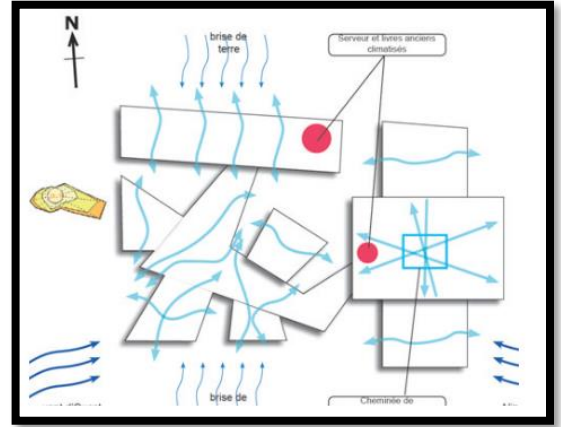 N
brise de
terre
Serveur et livres anciens
climatisés
brise de
Cheminée de